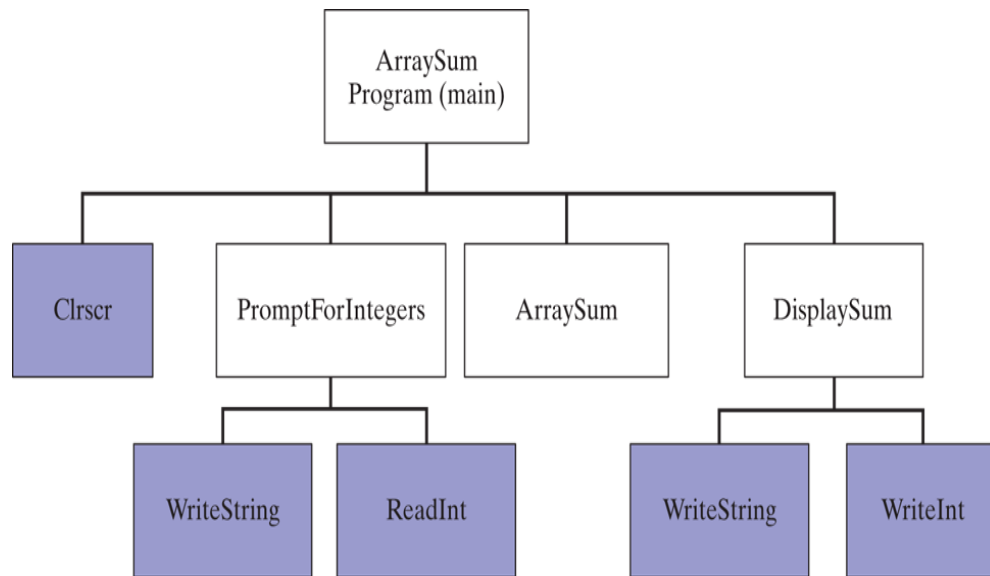 ArraySum
Program (main)
Clrscr
PromptForIntegers
ArraySum
DisplaySum
WriteString
ReadInt
WriteString
WriteInt